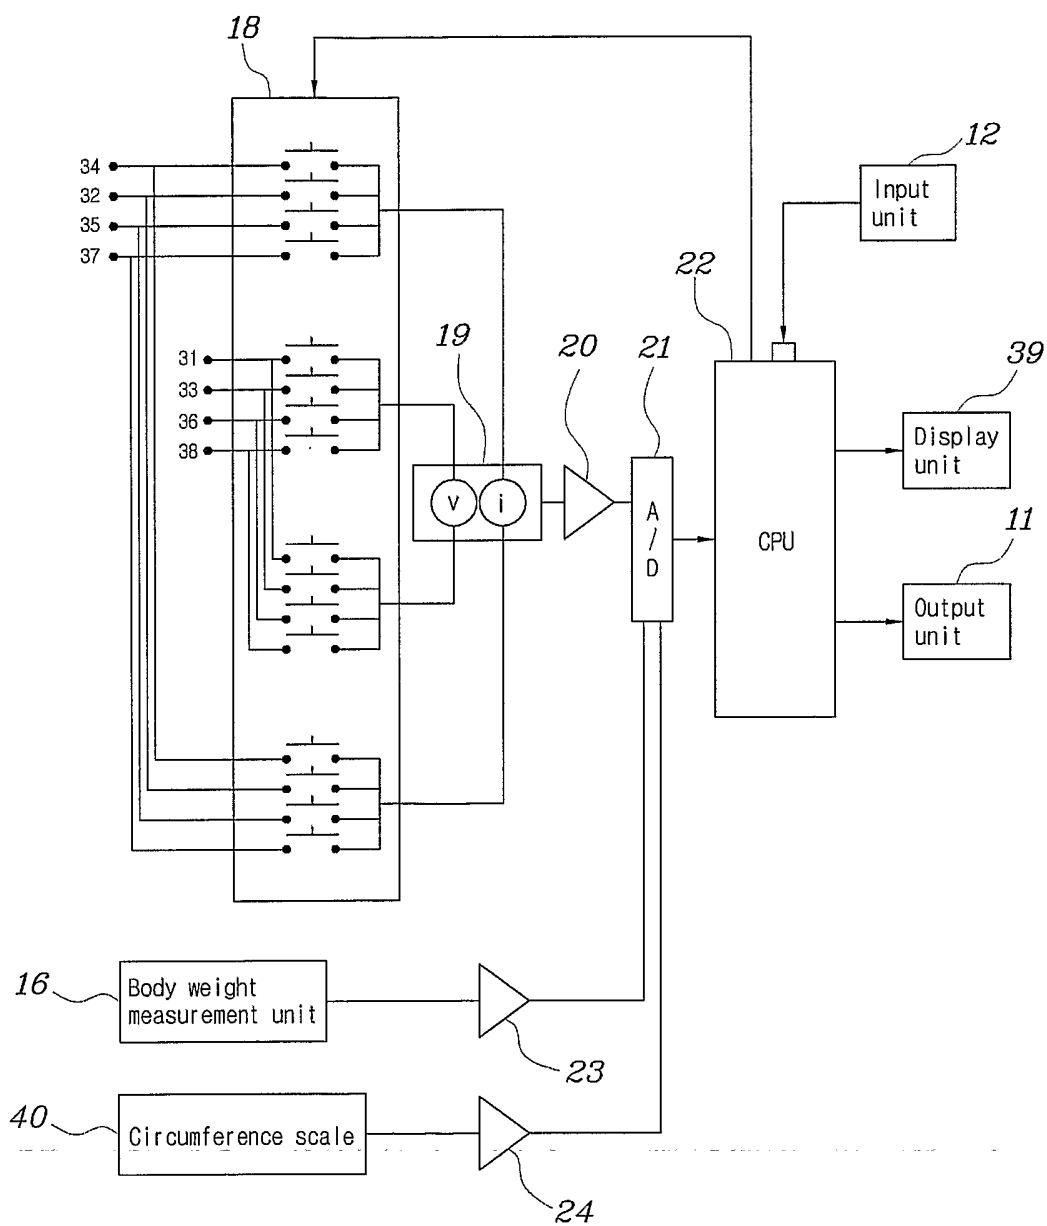 18
12
34
32
35
37
Input
unit
22
31
33
36
38
19
20
21
39
Display
unit
V
i
A
/
D
CPU
11
Output
unit
16
Body weight
measurement unit
23
40
Circumference scale
24